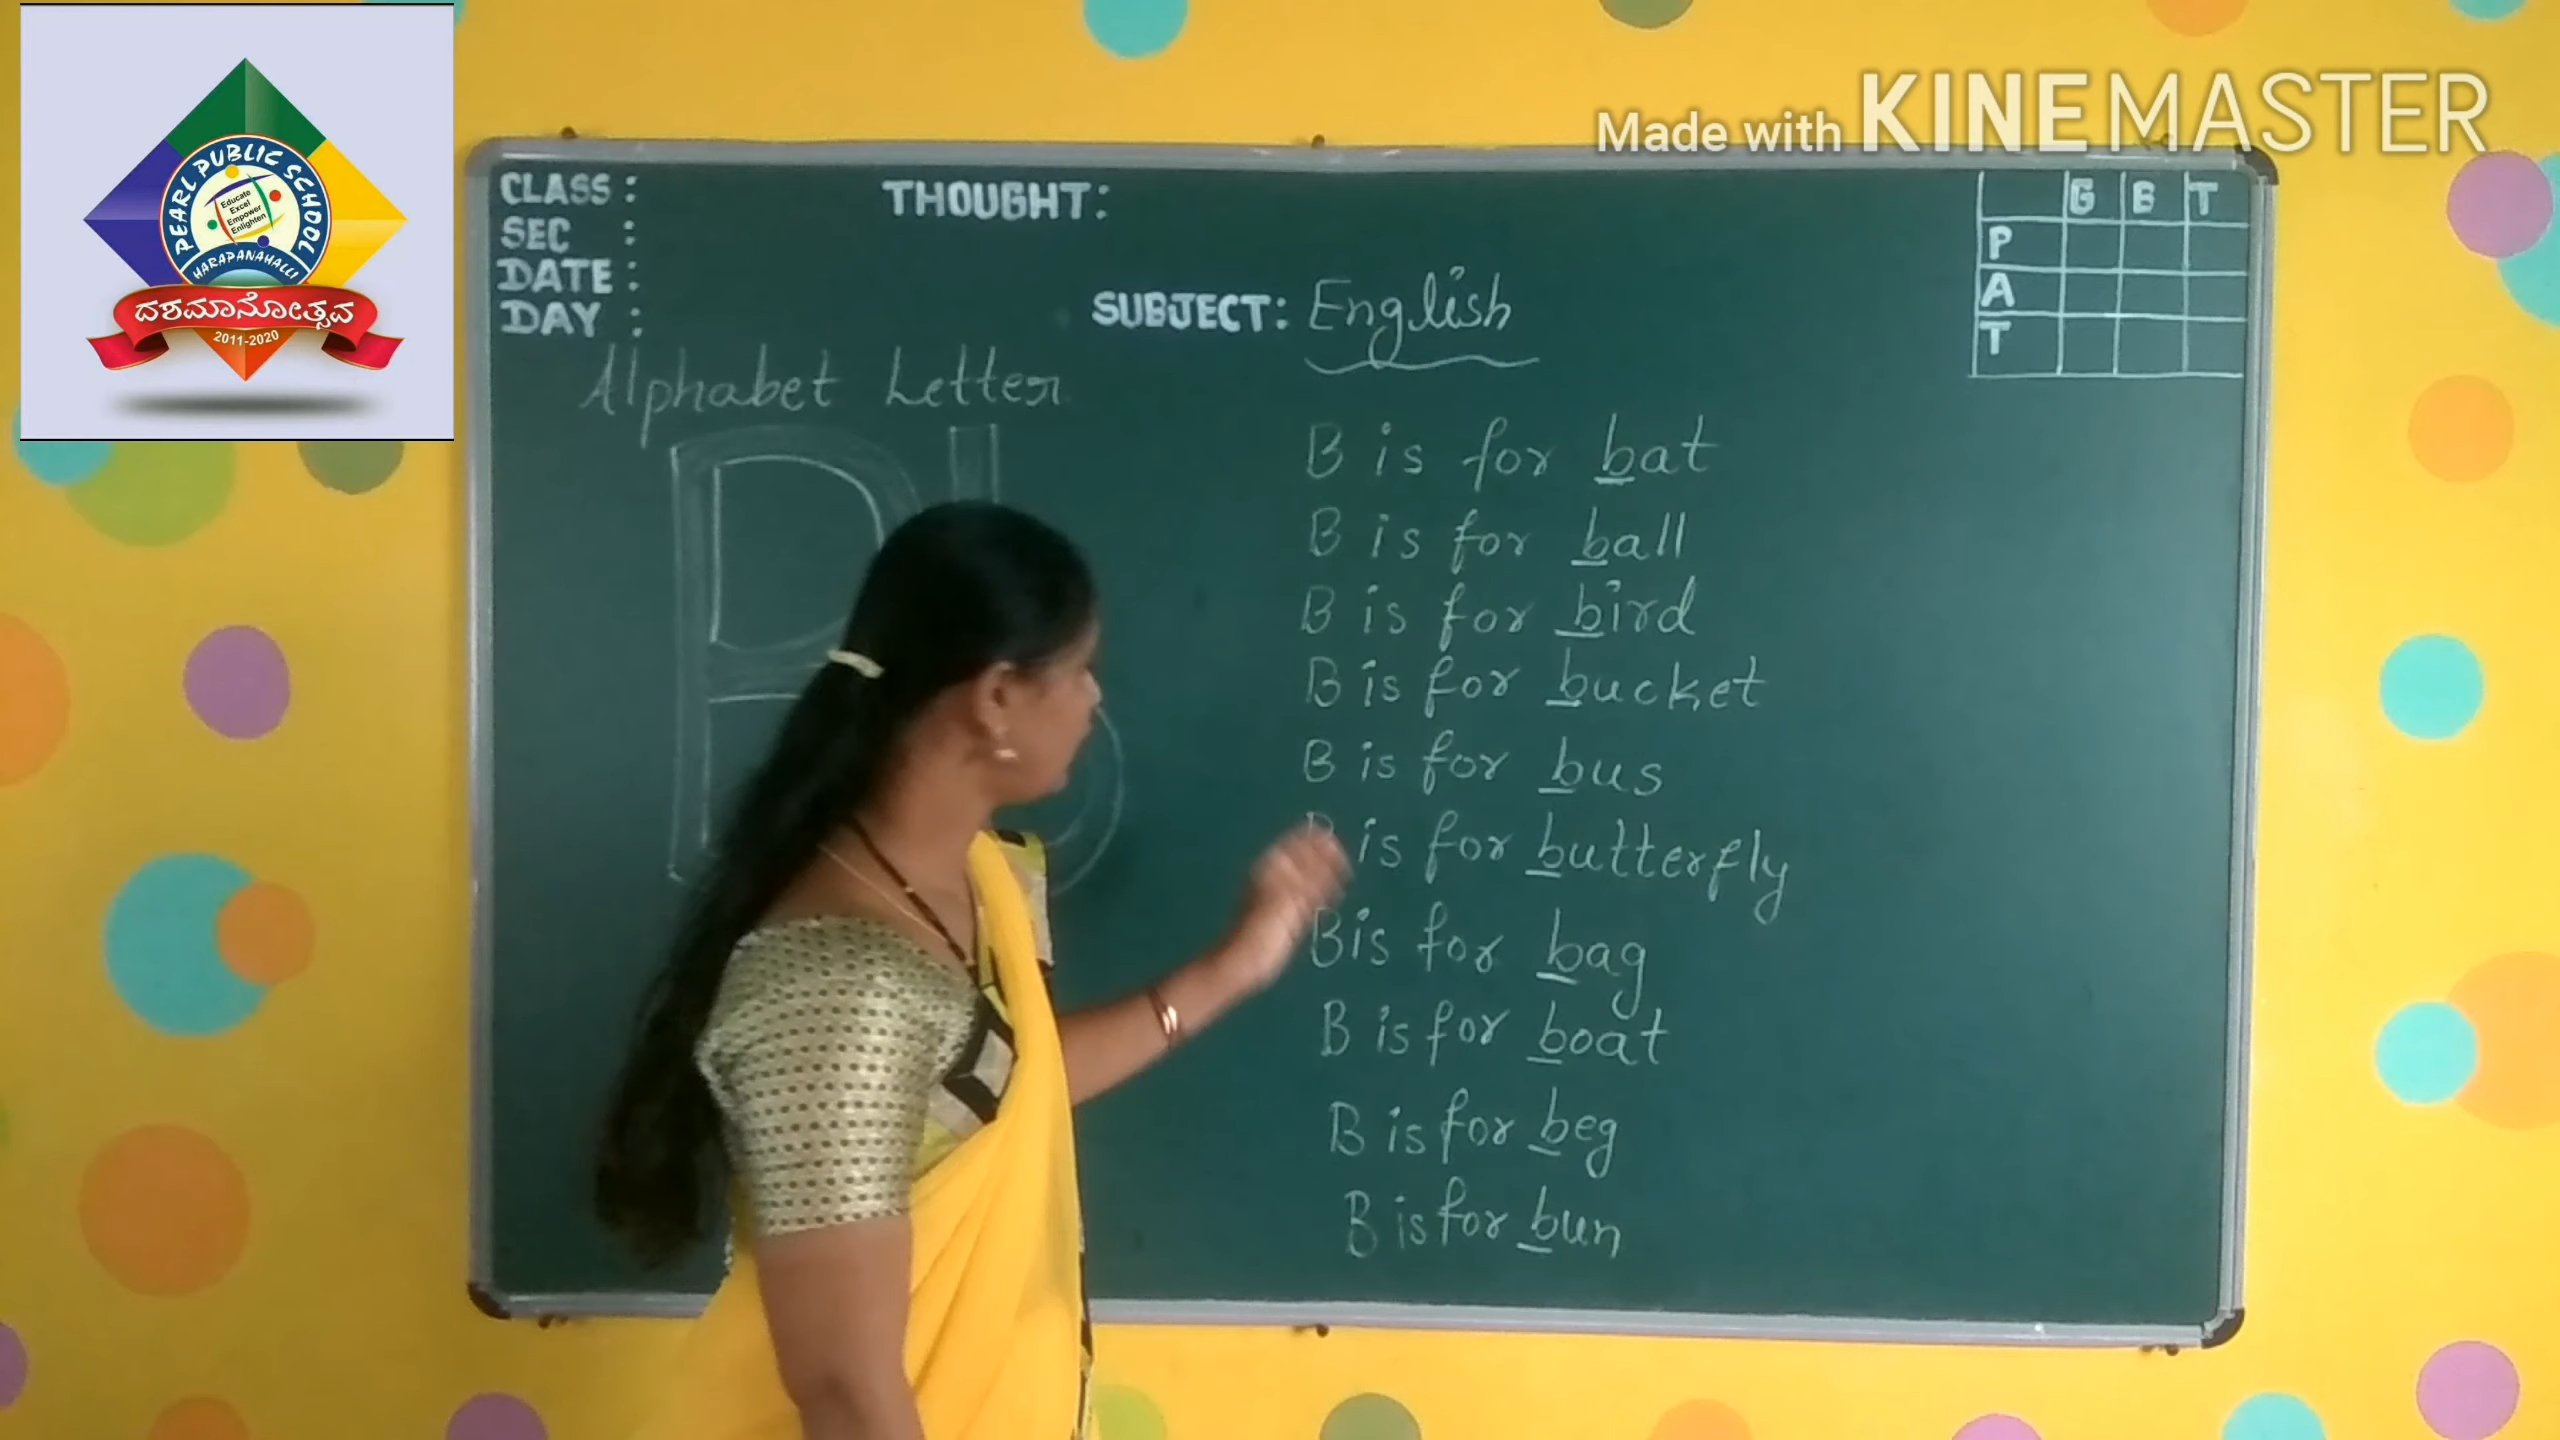 PEARL PUBLIC SCHOOL
Educate
Excel
Empower
Enlighten
HARAPANAHALLI
ದಶಮಾನೋತ್ಸವ
2011-2020
Made with KINEMASTER
CLASS :
SEC :
DATE :
DAY :
THOUGHT:
SUBJECT: English
G B T
P
A
T
Alphabet Letter
B b
B is for bat
B is for ball
B is for bird
B is for bucket
B is for bus
B is for butterfly
B is for bag
B is for boat
B is for beg
B is for bun